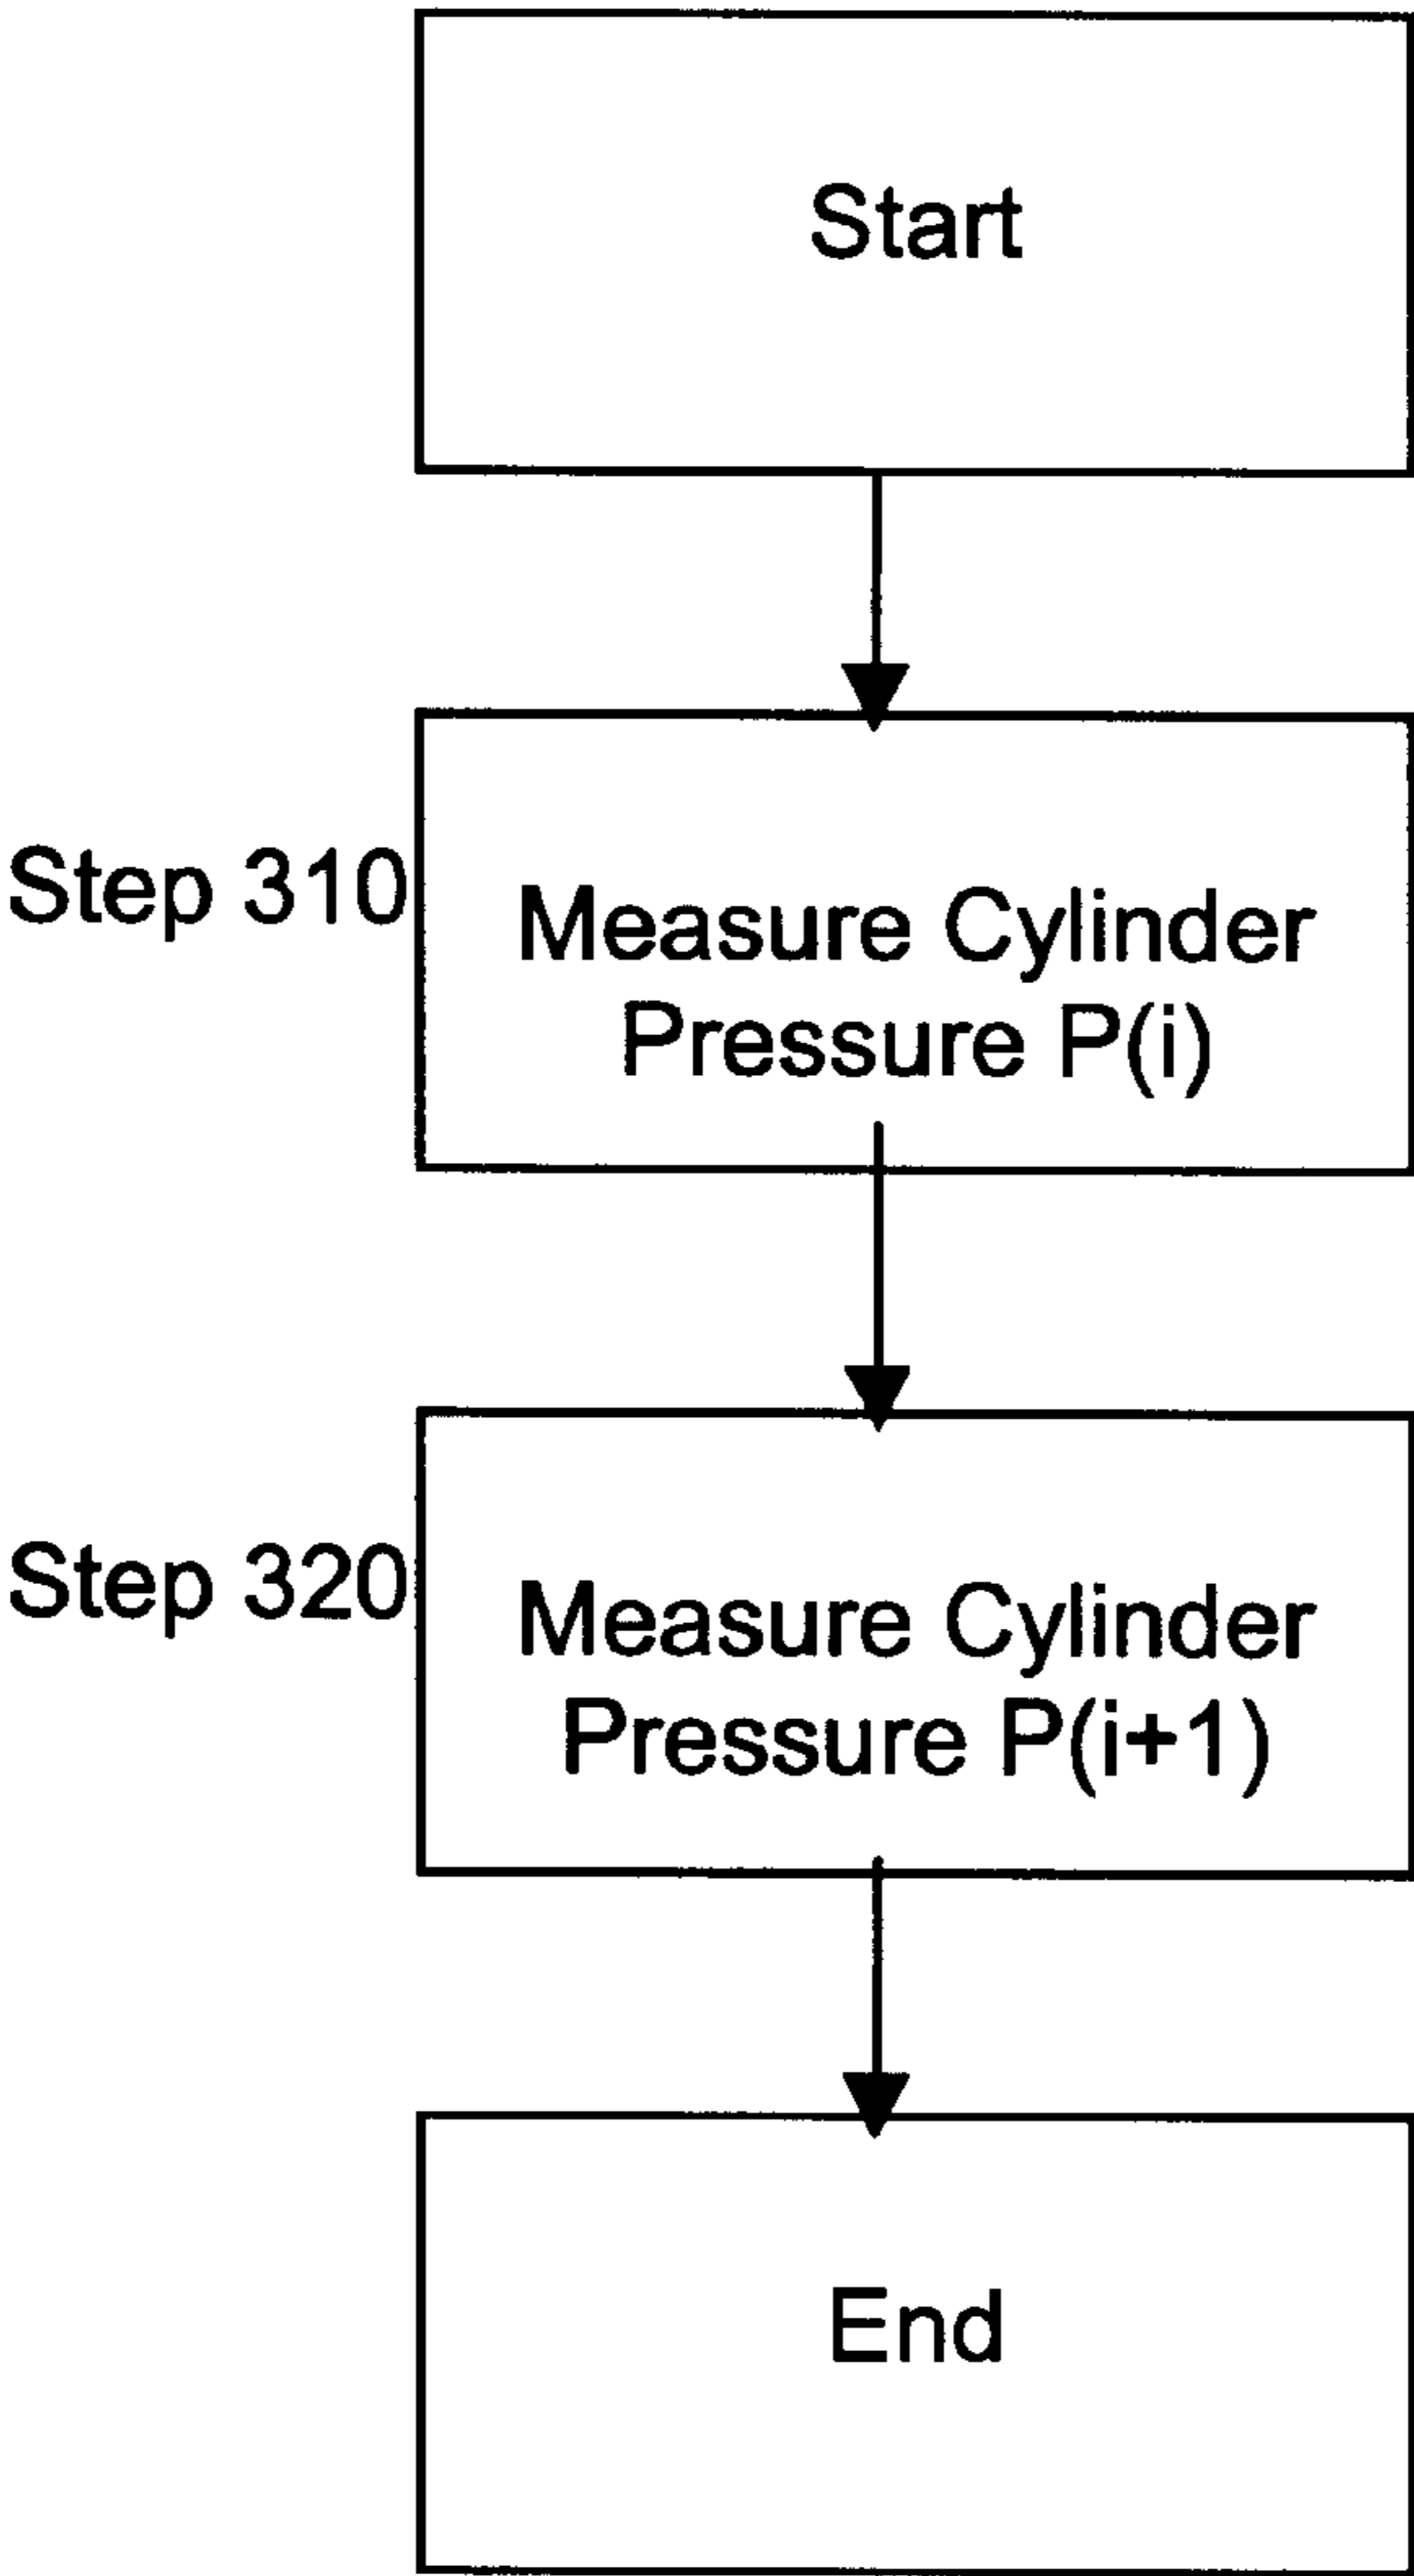 Start
Step 310
Measure Cylinder
Pressure P(i)
Step 320
Measure Cylinder
Pressure P(i+1)
End